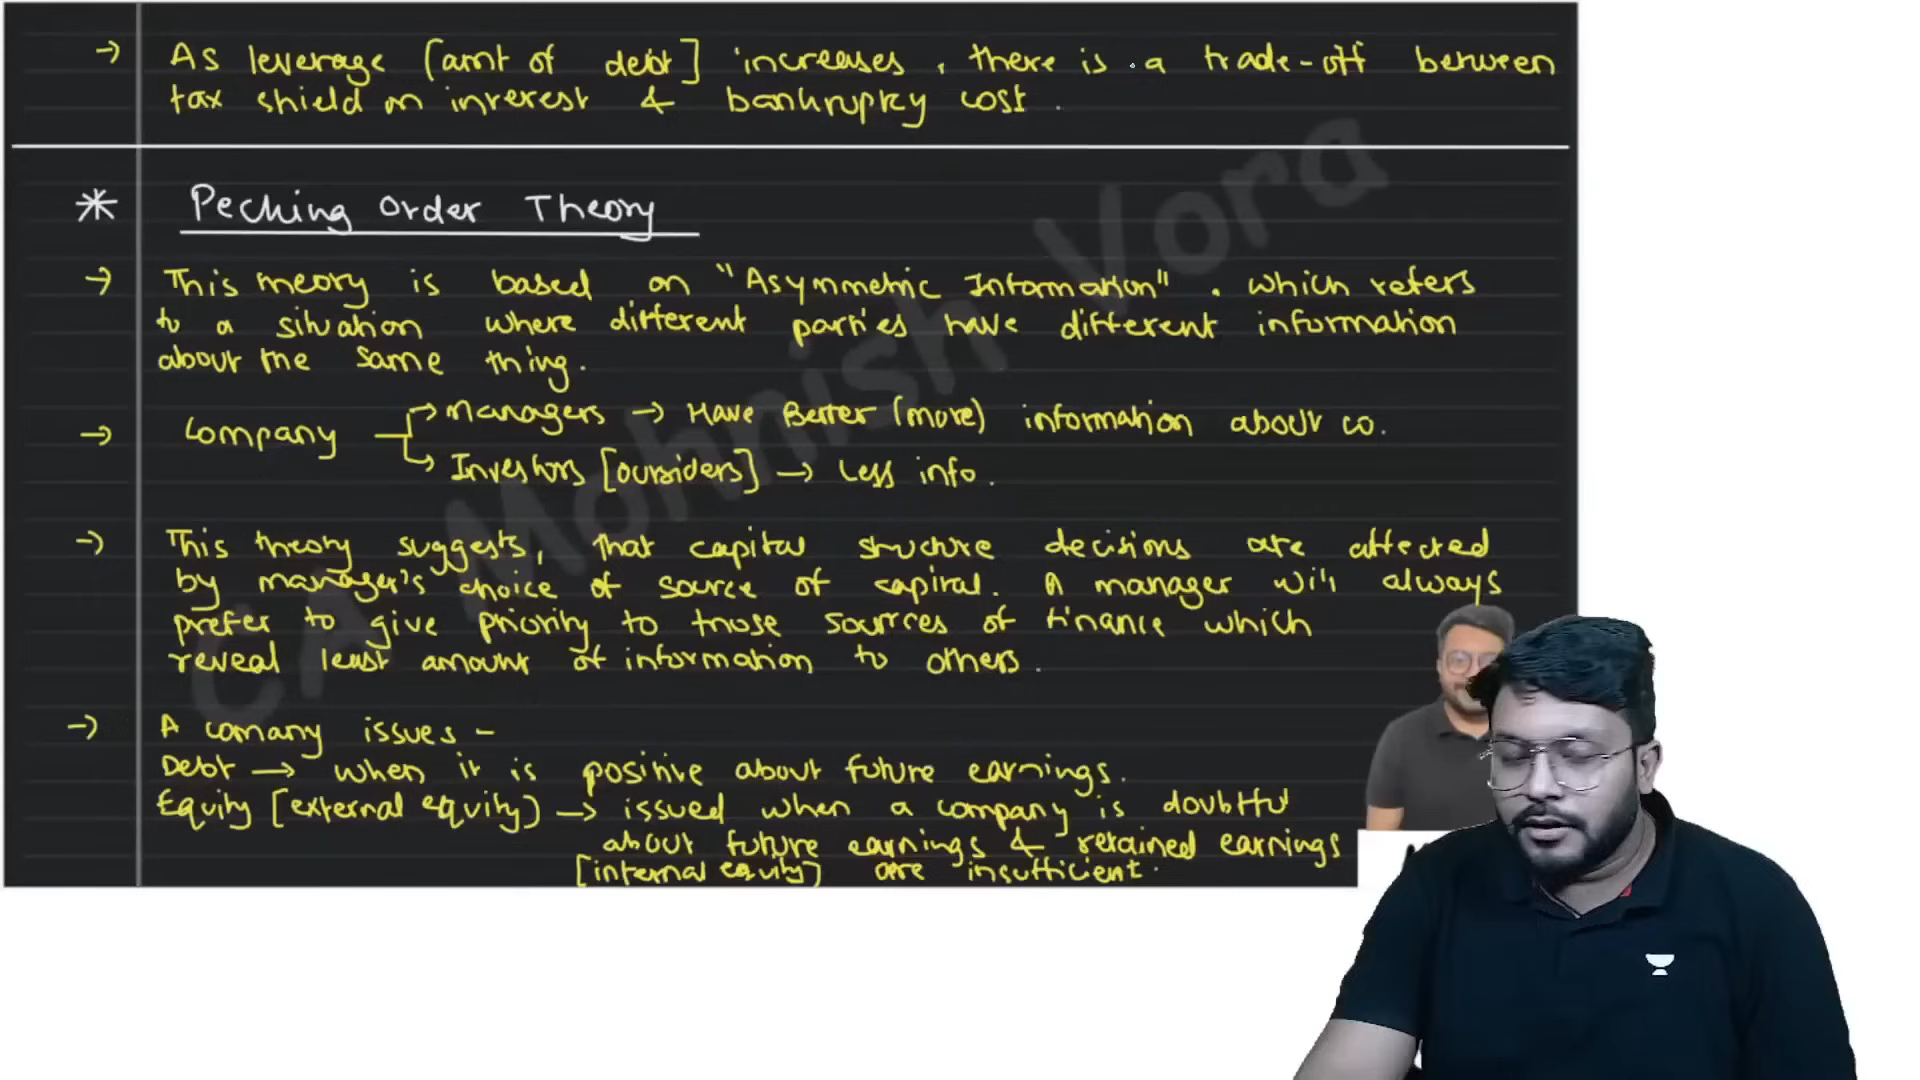 → As leverage [amt of debt] increases, there is a trade-off between
tax shield on interest & bankruptcy cost.
* Pecking Order Theory
→ This theory is based on "Asymmetric Information". which refers
to a situation where different parties have different information
about the same thing.
→ Company → Managers → Have Better (more) information about co.
→ Investors [outsiders] → Less info.
→ This theory suggests, that capital structure decisions are affected
by manager's choice of source of capital. A manager will always
prefer to give priority to those sources of finance which
reveal least amount of information to others.
→ A comany issues -
Debt → when it is positive about future earnings.
Equity [external equity) → issued when a company is doubtful
about future earnings & retained earnings
[internal equity] are insufficient.
CA Mohnish Vora